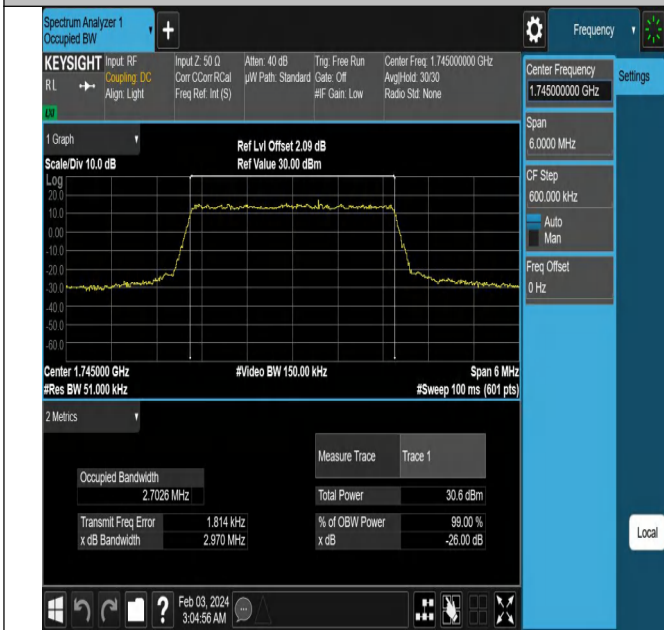 Spectrum Analyzer 1
Occupied BW
+
Frequency
KEYSIGHT
RL
LXI
Input: RF
Coupling: DC
Align: Light
Input Z: 50 Ω
Corr CCorr RCal
Freq Ref: Int (S)
Atten: 40 dB
µW Path: Standard
Trig: Free Run
Gate: Off
#IF Gain: Low
Center Freq: 1.745000000 GHz
Avg|Hold: 30/30
Radio Std: None
Center Frequency
1.745000000 GHz
Settings
Span
6.0000 MHz
CF Step
600.000 kHz
Auto
Man
Freq Offset
0 Hz
Local
1 Graph
Scale/Div 10.0 dB
Ref Lvl Offset 2.09 dB
Ref Value 30.00 dBm
Log
20.0
10.0
0.00
-10.0
-20.0
-30.0
-40.0
-50.0
-60.0
Center 1.745000 GHz
#Video BW 150.00 kHz
Span 6 MHz
#Res BW 51.000 kHz
#Sweep 100 ms (601 pts)
2 Metrics
Measure Trace
Trace 1
Occupied Bandwidth
2.7026 MHz
Total Power
30.6 dBm
Transmit Freq Error
1.814 kHz
% of OBW Power
99.00 %
x dB Bandwidth
2.970 MHz
x dB
-26.00 dB
?
Feb 03, 2024
3:04:56 AM